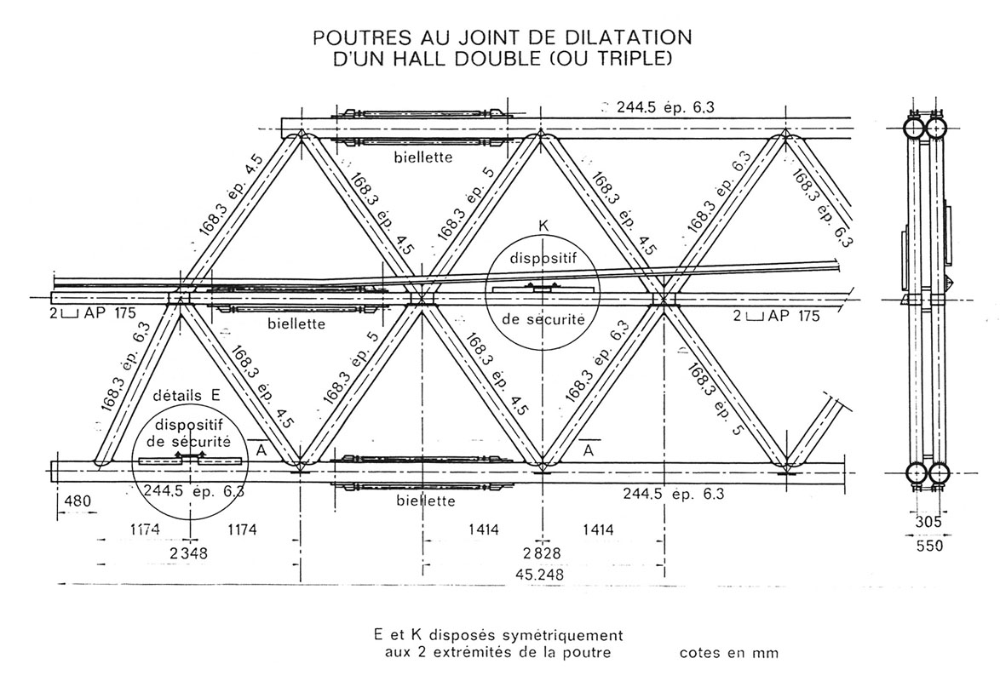 POUTRES AU JOINT DE DILATATION
D'UN HALL DOUBLE (OU TRIPLE)
244.5 ép. 6,3
biellette
168,3 ép. 4.5
168,3 ép. 4,5
168,3 ép. 5
168,3 ép. 4,5
168,3 ép. 6,3
168,3 ép. 6,3
K
dispositif
de sécurité
2 AP 175
biellette
2 AP 175
168,3 ép. 6,3
168,3 ép. 4,5
168,3 ép. 5
168,3 ép. 4,5
168,3 ép. 6,3
168,3 ép. 5
détails E
dispositif
de sécurité
A
A
244,5 ép. 6,3
biellette
244,5 ép. 6.3
480
1174
1174
1414
1414
305
2348
2828
550
45.248
E et K disposés symétriquement
aux 2 extrémités de la poutre
cotes en mm